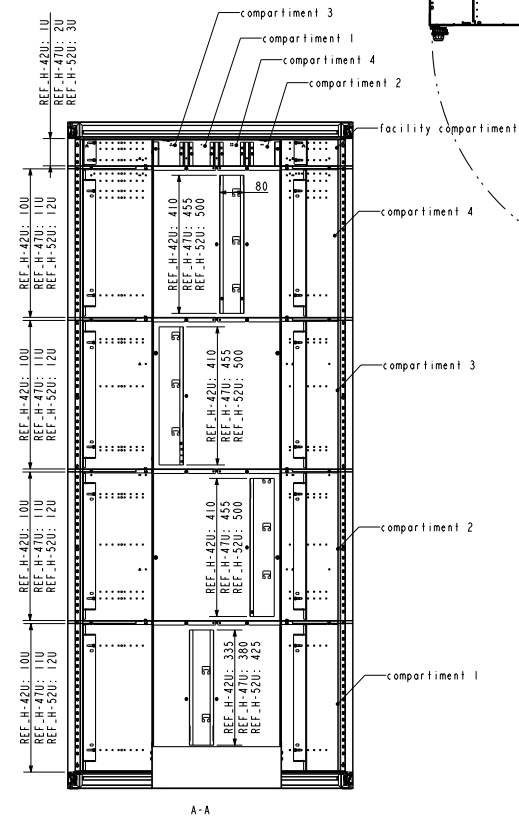 compartiment 3
compartiment 1
compartiment 4
compartiment 2
REF_H-42U: 1U
REF_H-47U: 2U
REF_H-52U: 3U
facility compartiment
80
REF_H-42U: 10U
REF_H-47U: 11U
REF_H-52U: 12U
REF_H-42U: 410
REF_H-47U: 455
REF_H-52U: 500
compartiment 4
REF_H-42U: 10U
REF_H-47U: 11U
REF_H-52U: 12U
REF_H-42U: 410
REF_H-47U: 455
REF_H-52U: 500
compartiment 3
REF_H-42U: 10U
REF_H-47U: 11U
REF_H-52U: 12U
REF_H-42U: 410
REF_H-47U: 455
REF_H-52U: 500
compartiment 2
REF_H-42U: 10U
REF_H-47U: 11U
REF_H-52U: 12U
REF_H-42U: 335
REF_H-47U: 380
REF_H-52U: 425
compartiment 1
A-A